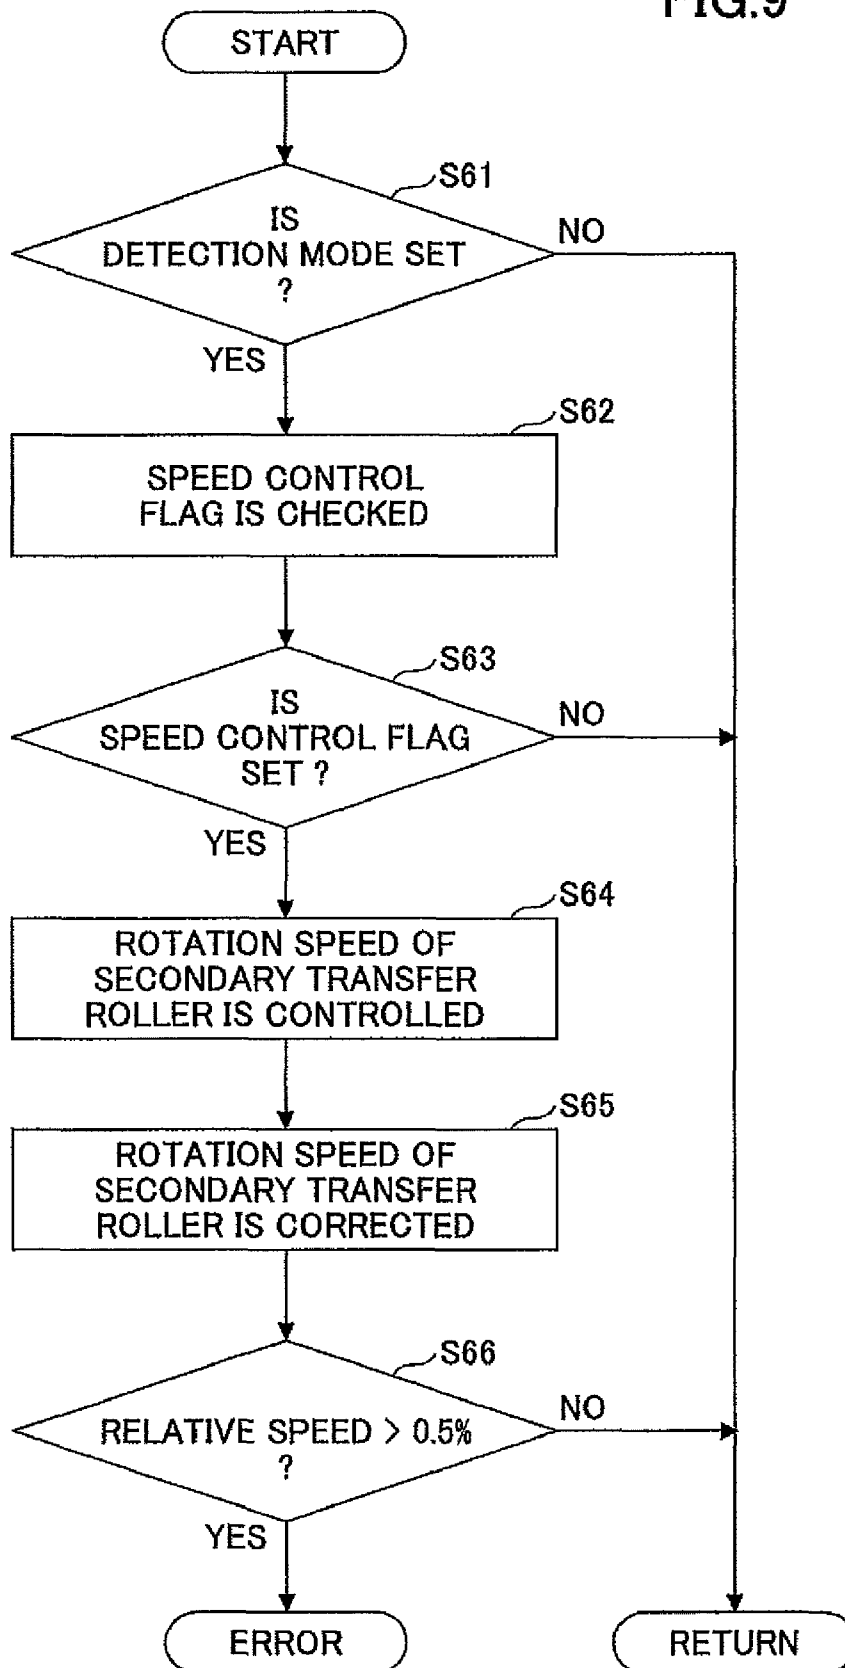 FIG.9
START
S61
IS
DETECTION MODE SET
?
NO
YES
S62
SPEED CONTROL
FLAG IS CHECKED
S63
IS
SPEED CONTROL FLAG
SET ?
NO
YES
S64
ROTATION SPEED OF
SECONDARY TRANSFER
ROLLER IS CONTROLLED
S65
ROTATION SPEED OF
SECONDARY TRANSFER
ROLLER IS CORRECTED
S66
RELATIVE SPEED > 0.5%
?
NO
YES
ERROR
RETURN